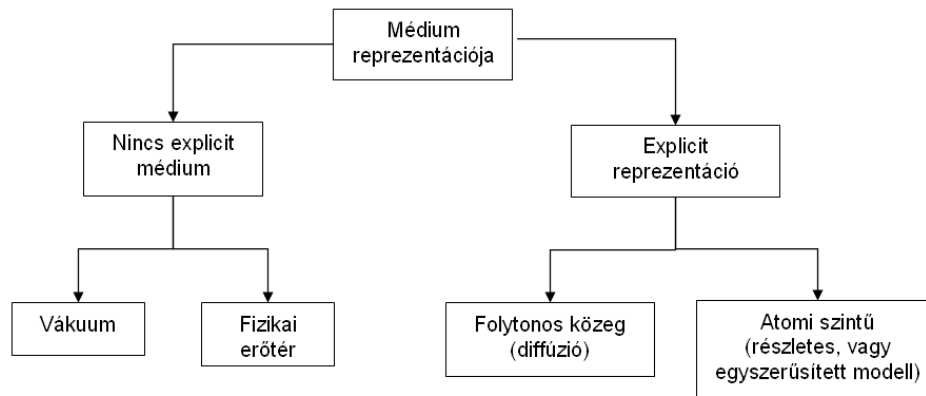 Médium
reprezentációja
Nincs explicit
médium
Explicit
reprezentáció
Vákuum
Fizikai
erőtér
Folytonos közeg
(diffúzió)
Atomi szintű
(részletes, vagy
egyszerűsített modell)